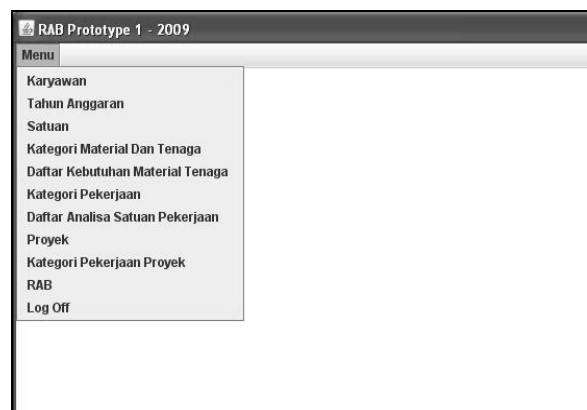 RAB Prototype 1 - 2009
Menu
Karyawan
Tahun Anggaran
Satuan
Kategori Material Dan Tenaga
Daftar Kebutuhan Material Tenaga
Kategori Pekerjaan
Daftar Analisa Satuan Pekerjaan
Proyek
Kategori Pekerjaan Proyek
RAB
Log Off